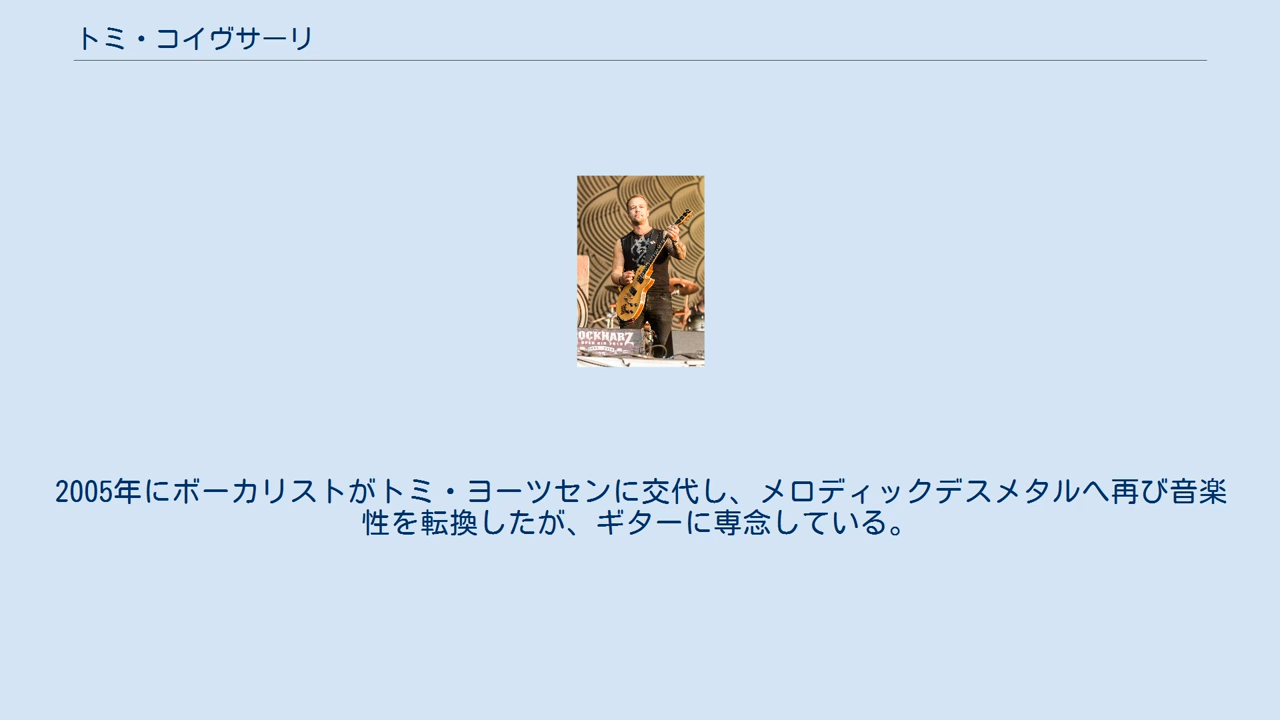 トミ・コイヴサーリ
OCKHARZ
2005年にボーカリストがトミ・ヨーツセンに交代し、メロディックデスメタルへ再び音楽
性を転換したが、ギターに専念している。